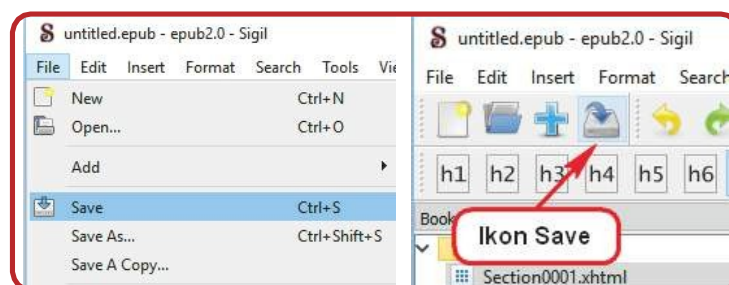 untitled.epub - epub2.0 - Sigil
File Edit Insert Format Search Tools Vie
New Ctrl+N
Open... Ctrl+O
Add
Save Ctrl+S
Save As... Ctrl+Shift+S
Save A Copy...
untitled.epub - epub2.0 - Sigil
File Edit Insert Format Search
h1 h2 h3 h4 h5 h6
Book
Ikon Save
Section0001.xhtml